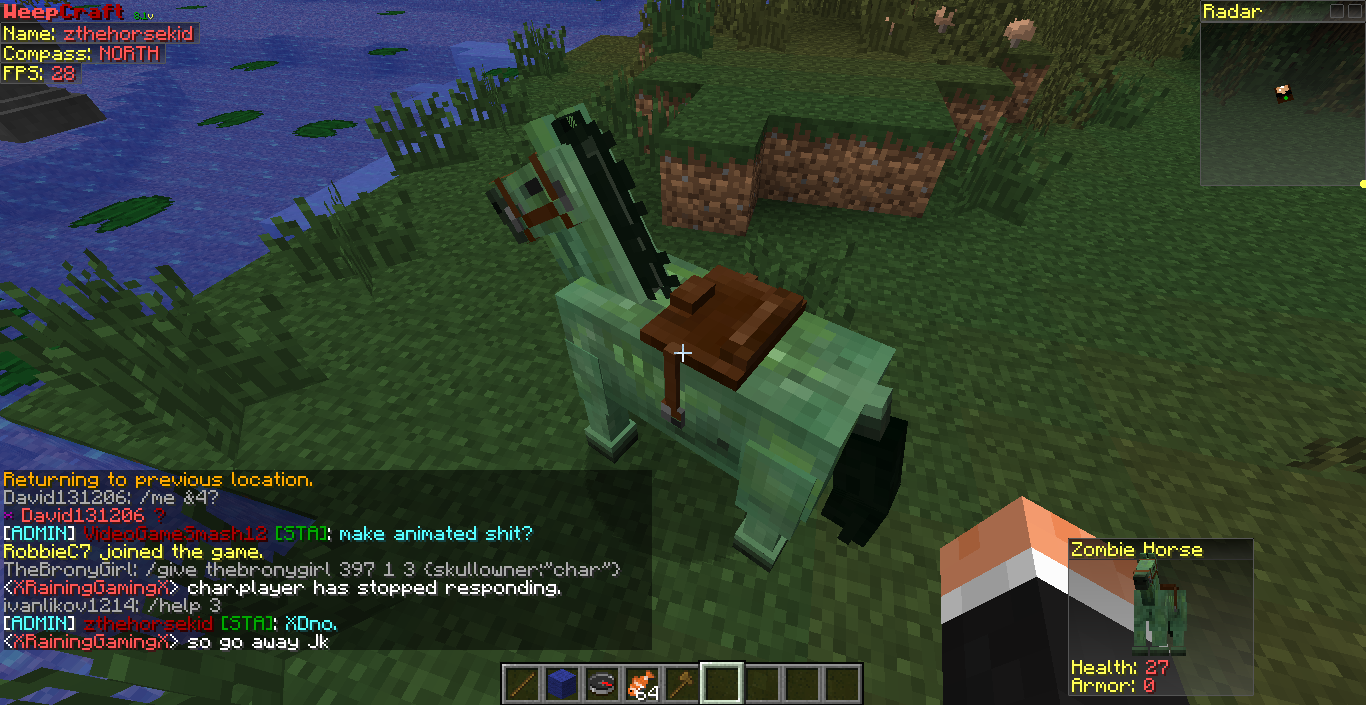 WeepCraft 3.1v
Name: zthehorsekid
Compass: NORTH
FPS: 28
Radar
Returning to previous location.
David131206: /me &4?
* David131206 ?
[ADMIN] VideoGameSmash12 [STA]: make animated shit?
RobbieC7 joined the game.
TheBronyGirl: /give thebronygirl 397 1 3 {skullowner:"char"}
<XRainingGamingX> char.player has stopped responding.
ivanlikov1214: /help 3
[ADMIN] zthehorsekid [STA]: XDno.
<XRainingGamingX> so go away Jk
64
Zombie Horse
Health: 27
Armor: 0